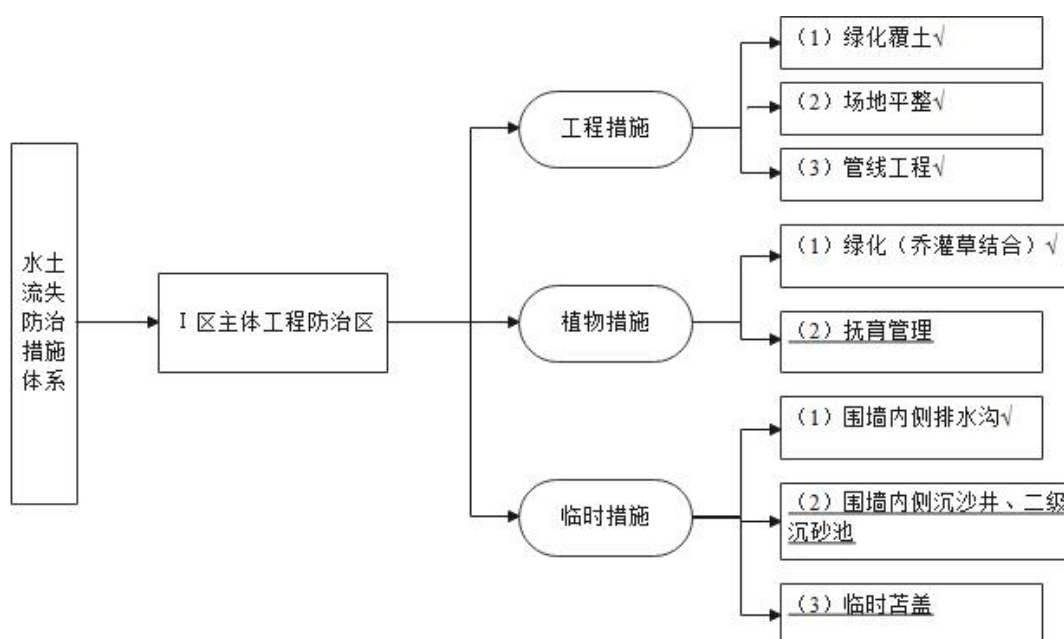 水土
流失
防治
措施
体系
Ⅰ区主体工程防治区
工程措施
（1）绿化覆土√
（2）场地平整√
（3）管线工程√
植物措施
（1）绿化（乔灌草结合）√
（2）抚育管理
临时措施
（1）围墙内侧排水沟√
（2）围墙内侧沉沙井、二级
沉砂池
（3）临时苫盖